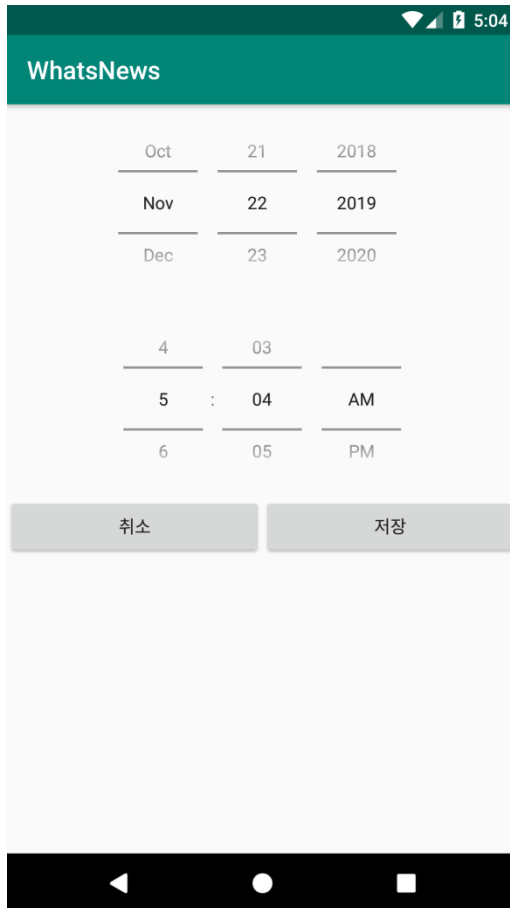 5:04
WhatsNews
Oct 21 2018
Nov 22 2019
Dec 23 2020
4 03
5 : 04 AM
6 05 PM
취소 저장